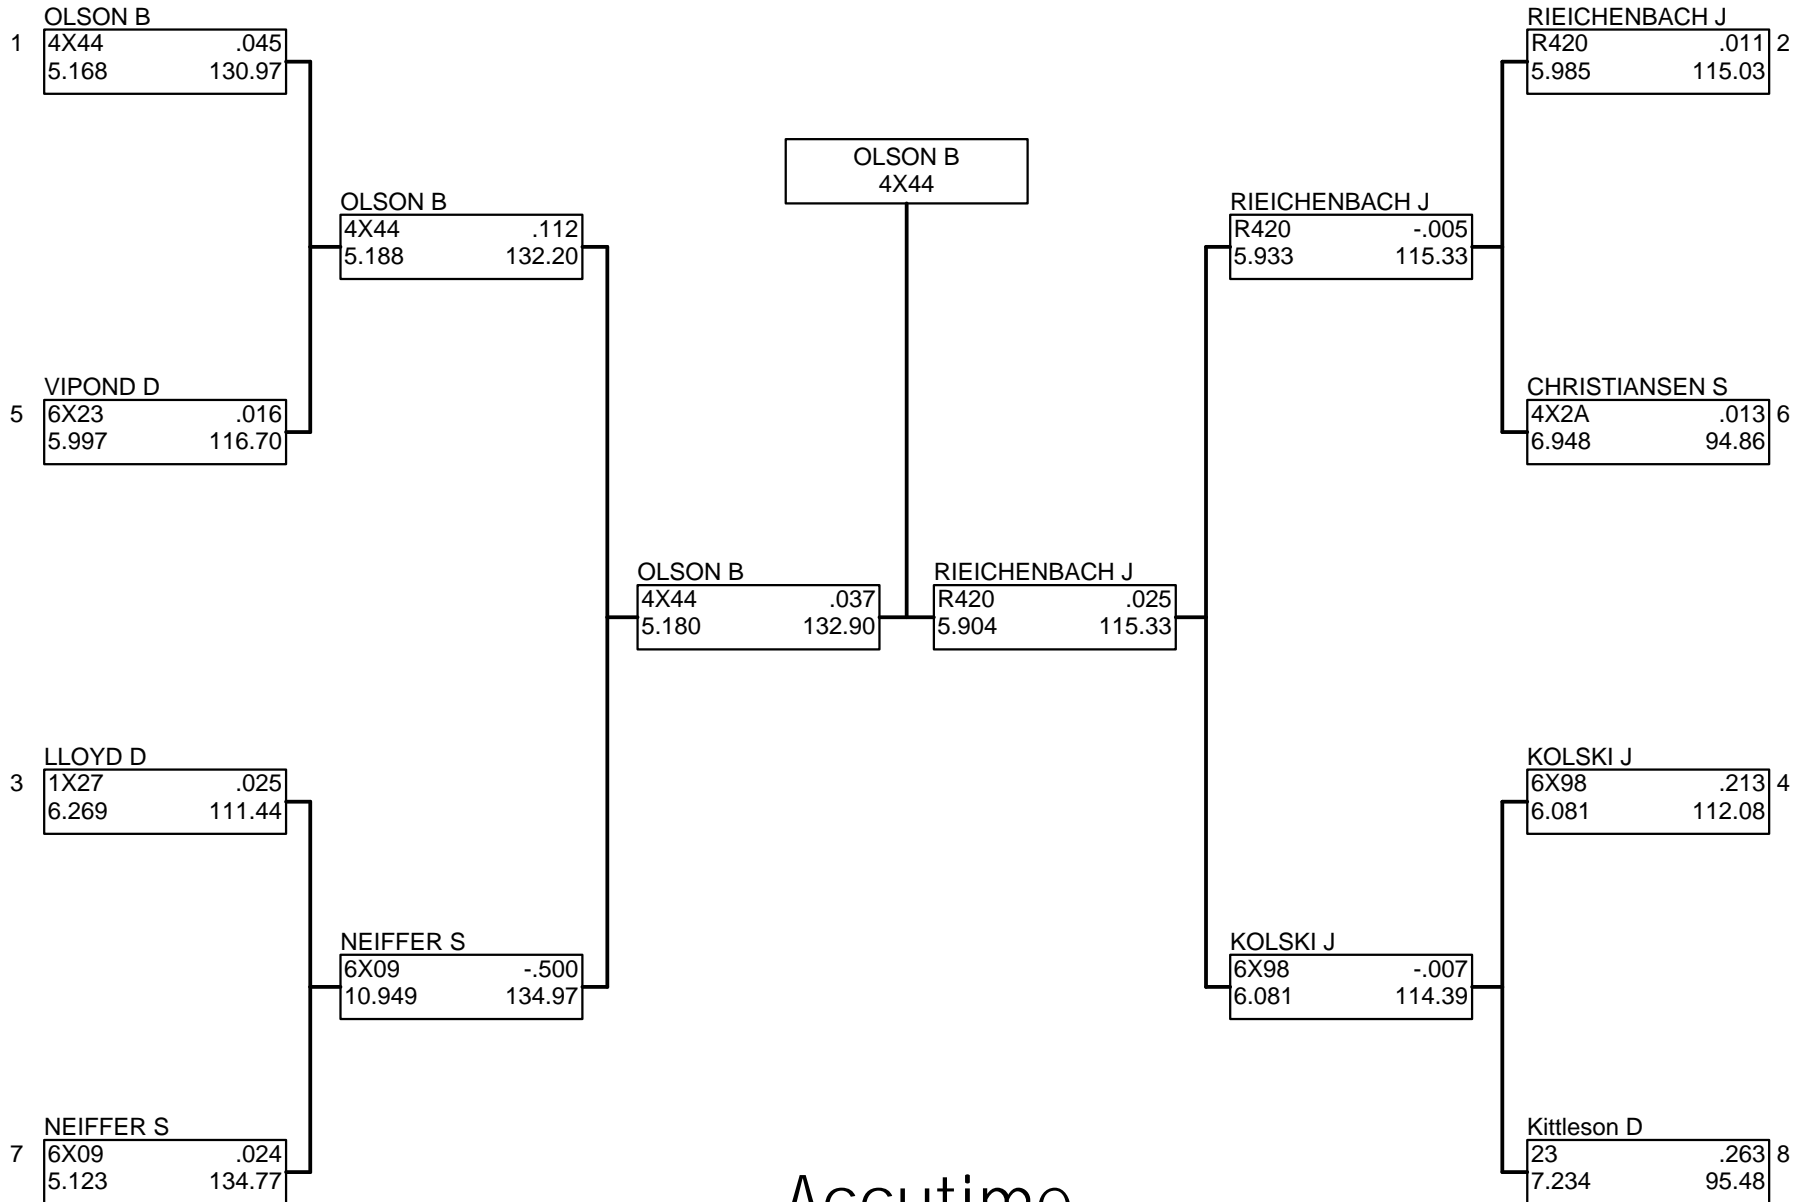 OLSON B
1 4X44 .045
5.168 130.97
RIEICHENBACH J
R420 .011 2
5.985 115.03
OLSON B
4X44
OLSON B
4X44 .112
5.188 132.20
RIEICHENBACH J
R420 -.005
5.933 115.33
VIPOND D
5 6X23 .016
5.997 116.70
CHRISTIANSEN S
4X2A .013 6
6.948 94.86
OLSON B
4X44 .037
5.180 132.90
RIEICHENBACH J
R420 .025
5.904 115.33
LLOYD D
3 1X27 .025
6.269 111.44
KOLSKI J
6X98 .213 4
6.081 112.08
NEIFFER S
6X09 -.500
10.949 134.97
KOLSKI J
6X98 -.007
6.081 114.39
NEIFFER S
7 6X09 .024
5.123 134.77
Kittleson D
23 .263 8
7.234 95.48
Accutime